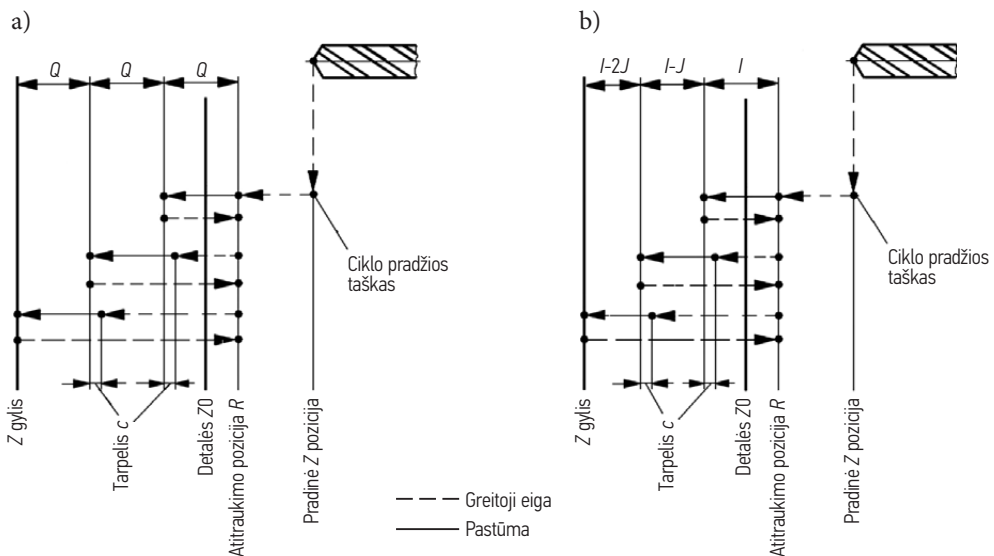 a)
Q Q Q
Ciklo pradžios
taškas
Z gylis
Tarpelis c
Detalės Z0
Atitraukimo pozicija R
Pradinė Z pozicija
b)
I-2J I-J I
Ciklo pradžios
taškas
Z gylis
Tarpelis c
Detalės Z0
Atitraukimo pozicija R
Pradinė Z pozicija
Greitoji eiga
Pastūma